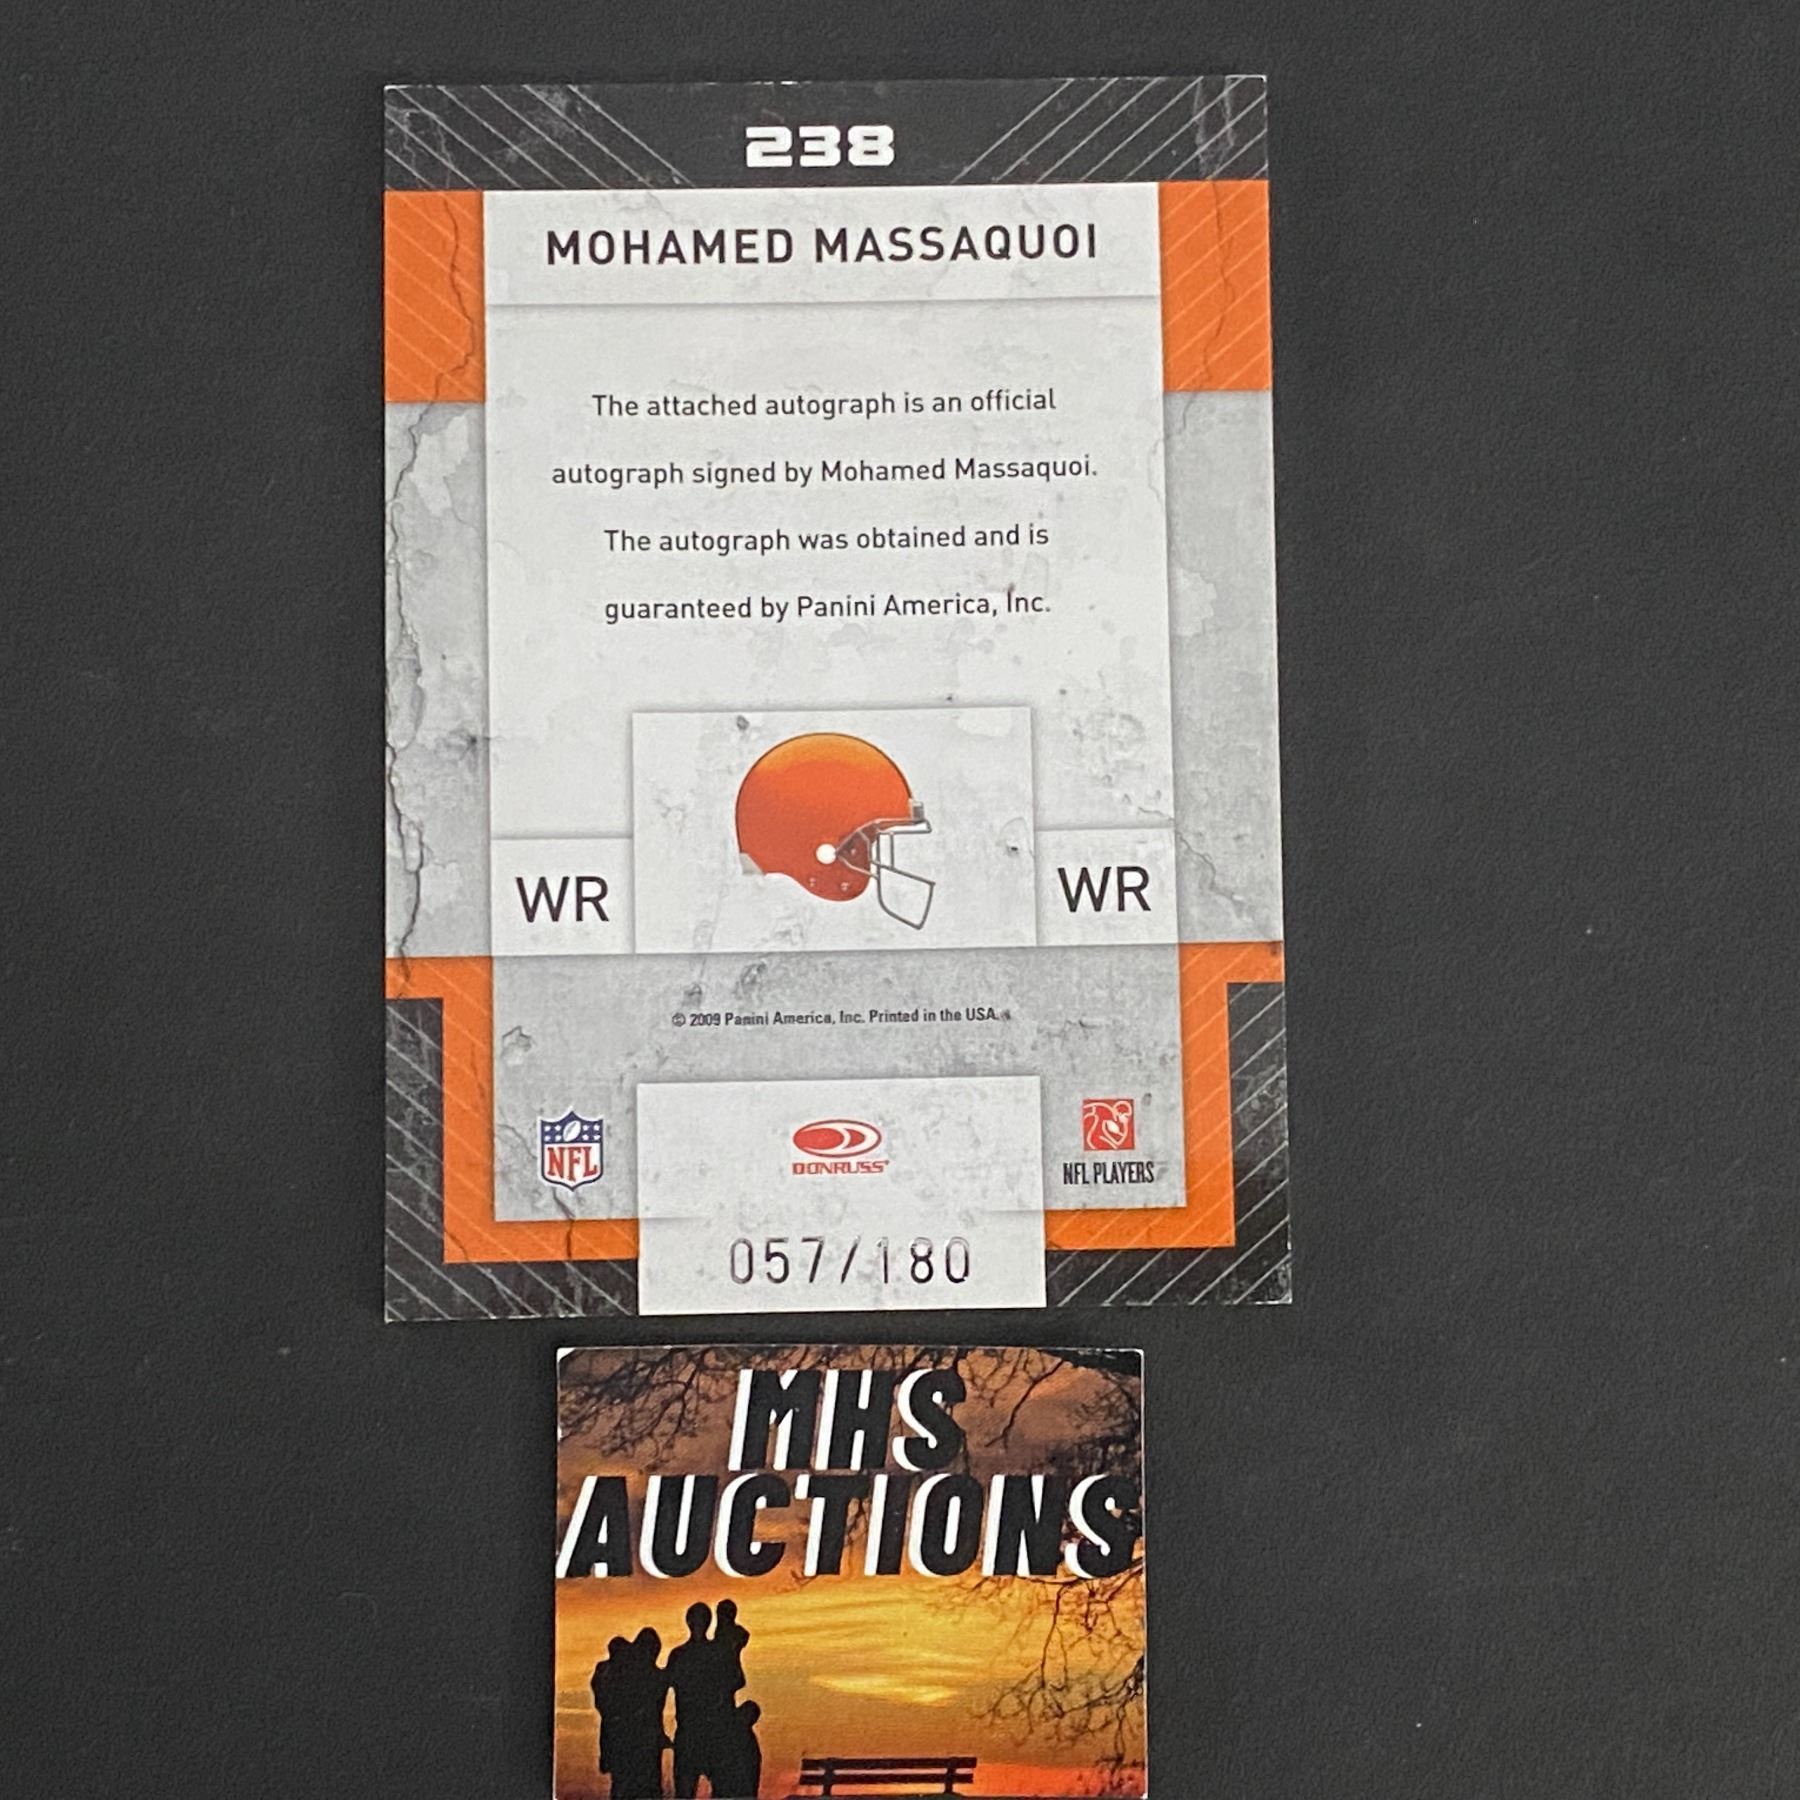 238
MOHAMED MASSAQUOI
The attached autograph is an official
autograph signed by Mohamed Massaquoi.
The autograph was obtained and is
guaranteed by Panini America, Inc.
WR WR
© 2009 Panini America, Inc. Printed in the USA.
NFL
DONRUSS
NFL PLAYERS
057/180
MHS
AUCTIONS